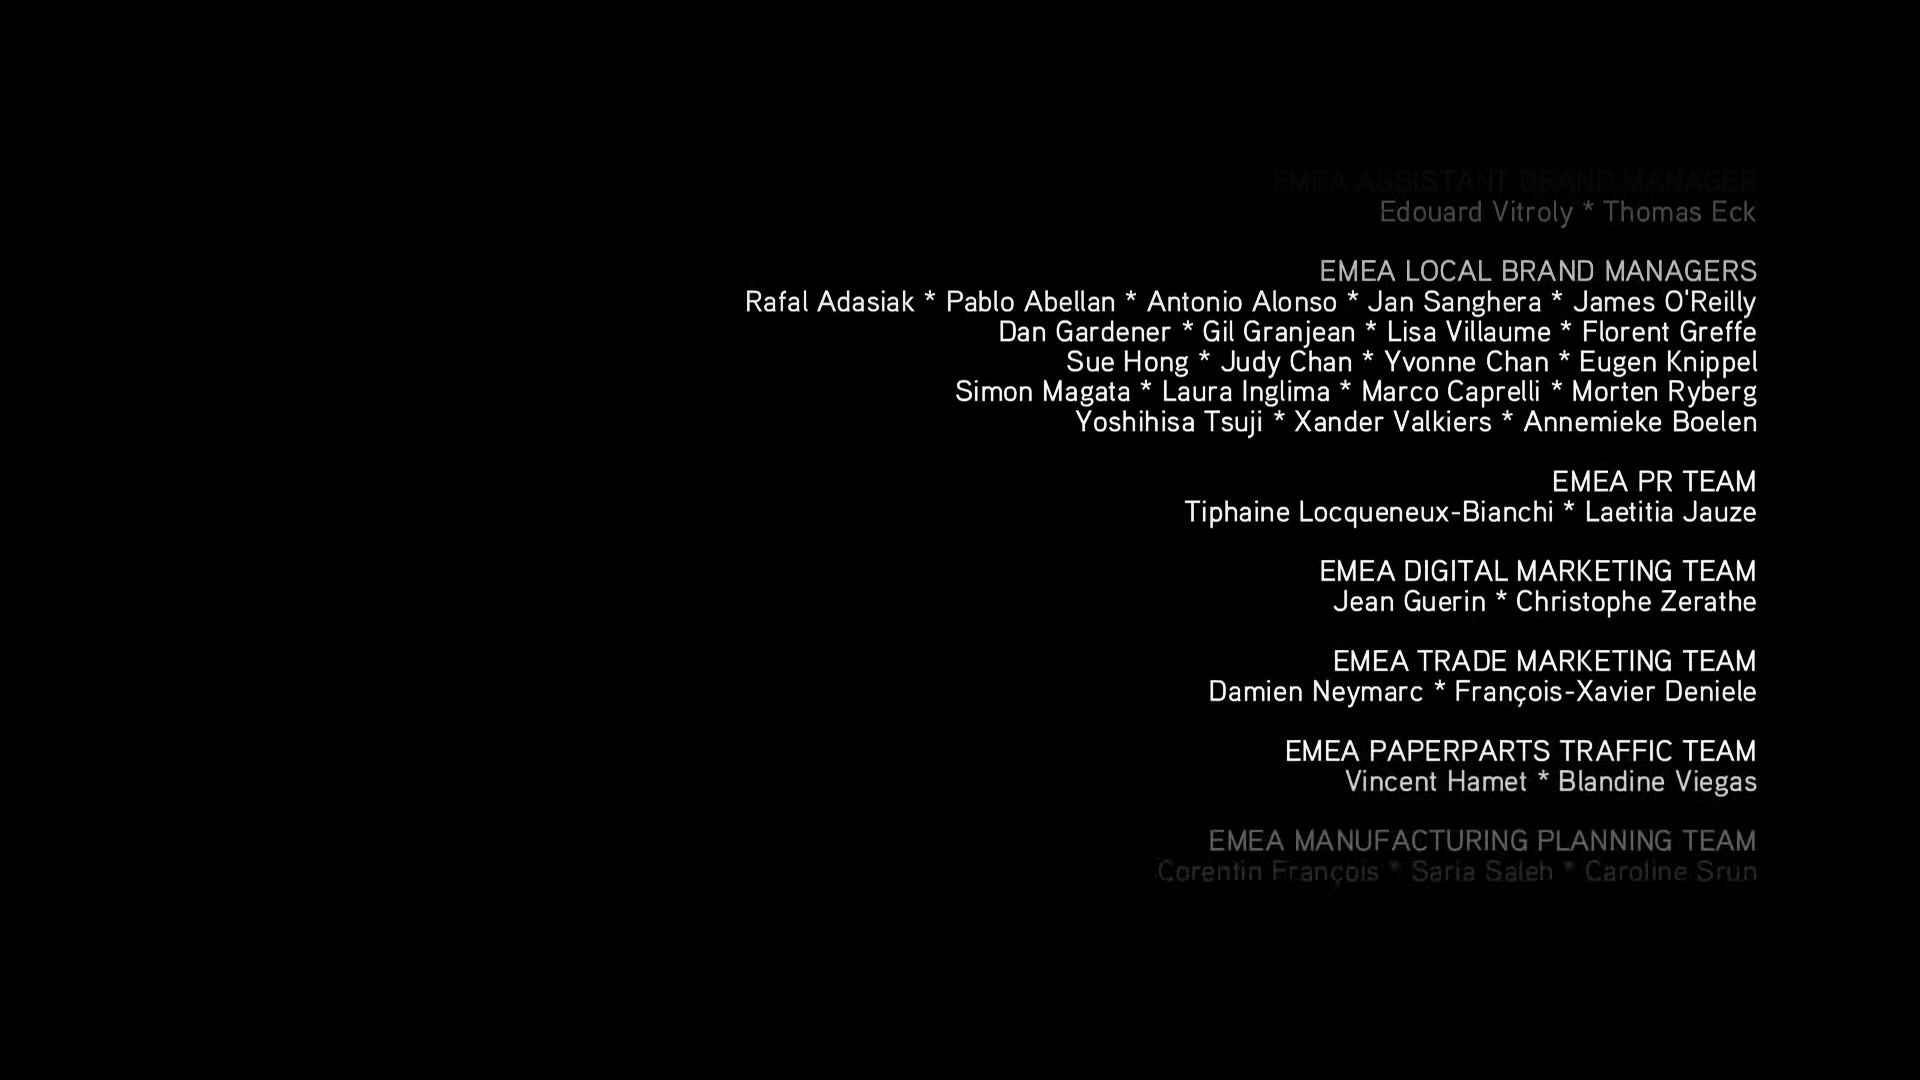 EMEA ASSISTANT BRAND MANAGER
Edouard Vitroly * Thomas Eck
EMEA LOCAL BRAND MANAGERS
Rafal Adasiak * Pablo Abellan * Antonio Alonso * Jan Sanghera * James O'Reilly
Dan Gardener * Gil Granjean * Lisa Villaume * Florent Greffe
Sue Hong * Judy Chan * Yvonne Chan * Eugen Knippel
Simon Magata * Laura Inglima * Marco Caprelli * Morten Ryberg
Yoshihisa Tsuji * Xander Valkiers * Annemieke Boelen
EMEA PR TEAM
Tiphaine Locqueneux-Bianchi * Laetitia Jauze
EMEA DIGITAL MARKETING TEAM
Jean Guerin * Christophe Zerathe
EMEA TRADE MARKETING TEAM
Damien Neymarc * François-Xavier Deniele
EMEA PAPERPARTS TRAFFIC TEAM
Vincent Hamet * Blandine Viegas
EMEA MANUFACTURING PLANNING TEAM
Corentin François * Saleh * Caroline Srun